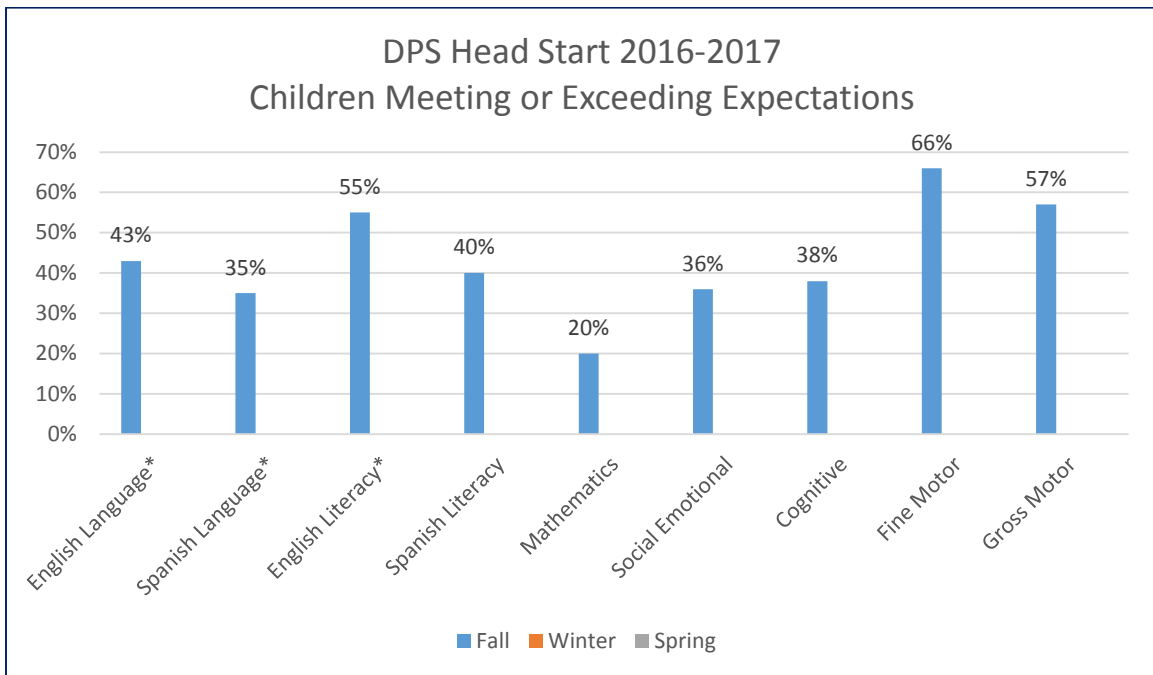 DPS Head Start 2016-2017
Children Meeting or Exceeding Expectations
70%
60%
50%
40%
30%
20%
10%
0%
43%
35%
55%
40%
20%
36%
38%
66%
57%
English Language*
Spanish Language*
English Literacy*
Spanish Literacy
Mathematics
Social Emotional
Cognitive
Fine Motor
Gross Motor
Fall Winter Spring